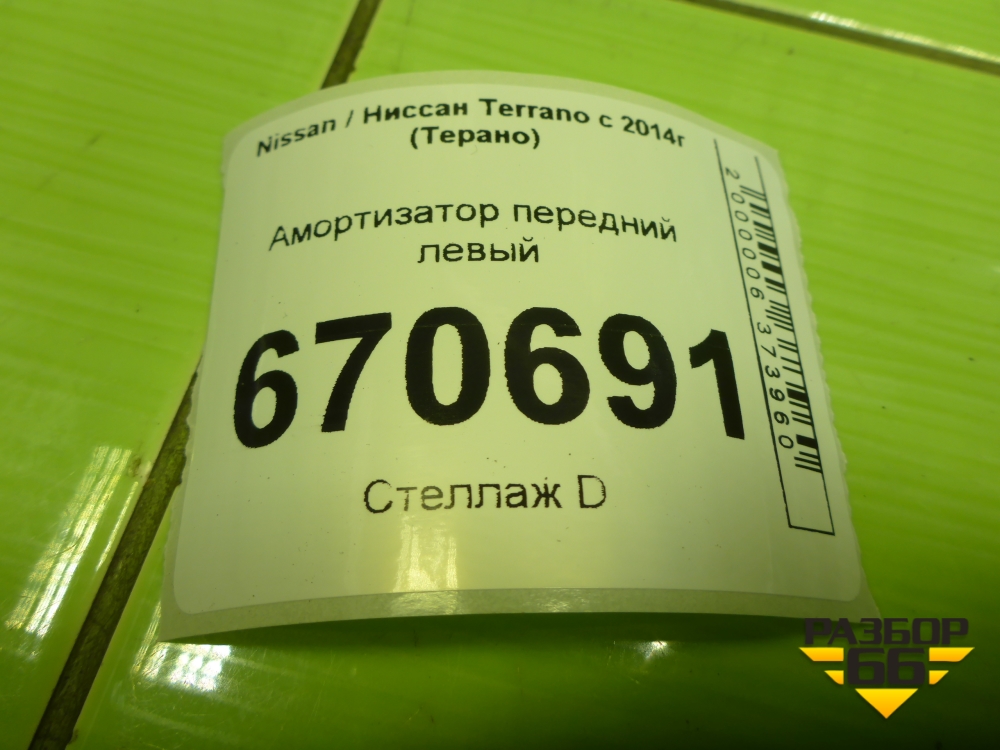 Nissan / Ниссан Terrano с 2014г
(Терано)
Амортизатор передний
левый
670691
Стеллаж D
2000006373960
РАЗБОР
66